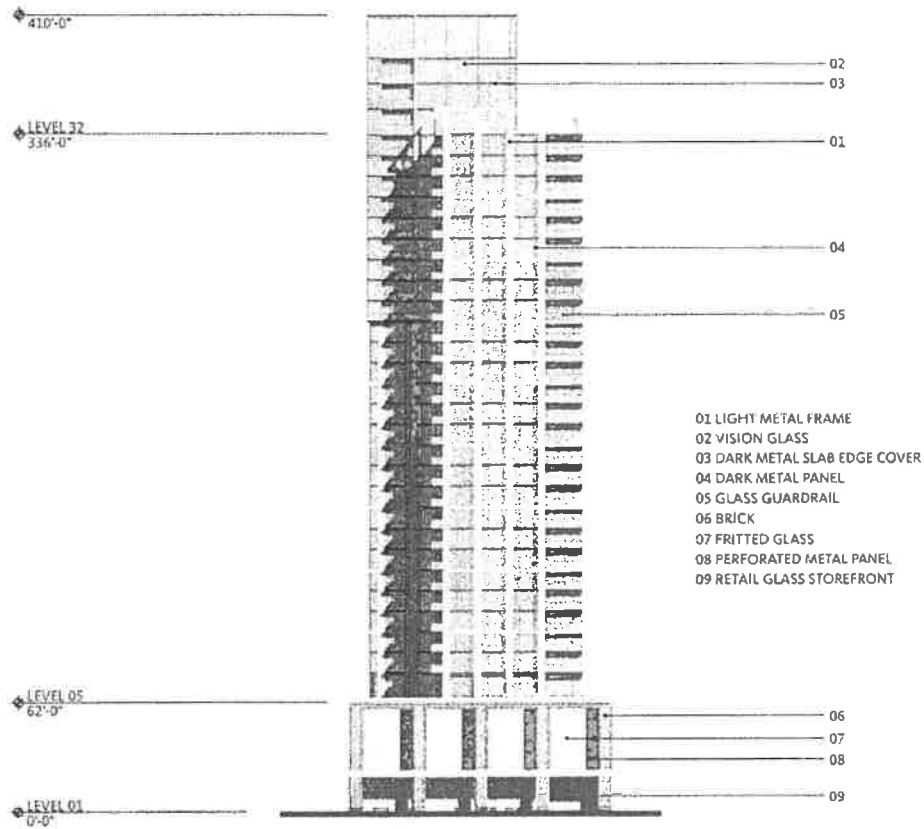 410'-0"
02
03
LEVEL 32
336'-0"
01
04
05
01 LIGHT METAL FRAME
02 VISION GLASS
03 DARK METAL SLAB EDGE COVER
04 DARK METAL PANEL
05 GLASS GUARDRAIL
06 BRICK
07 FRITTED GLASS
08 PERFORATED METAL PANEL
09 RETAIL GLASS STOREFRONT
LEVEL 05
62'-0"
06
07
08
09
LEVEL 01
0'-0"